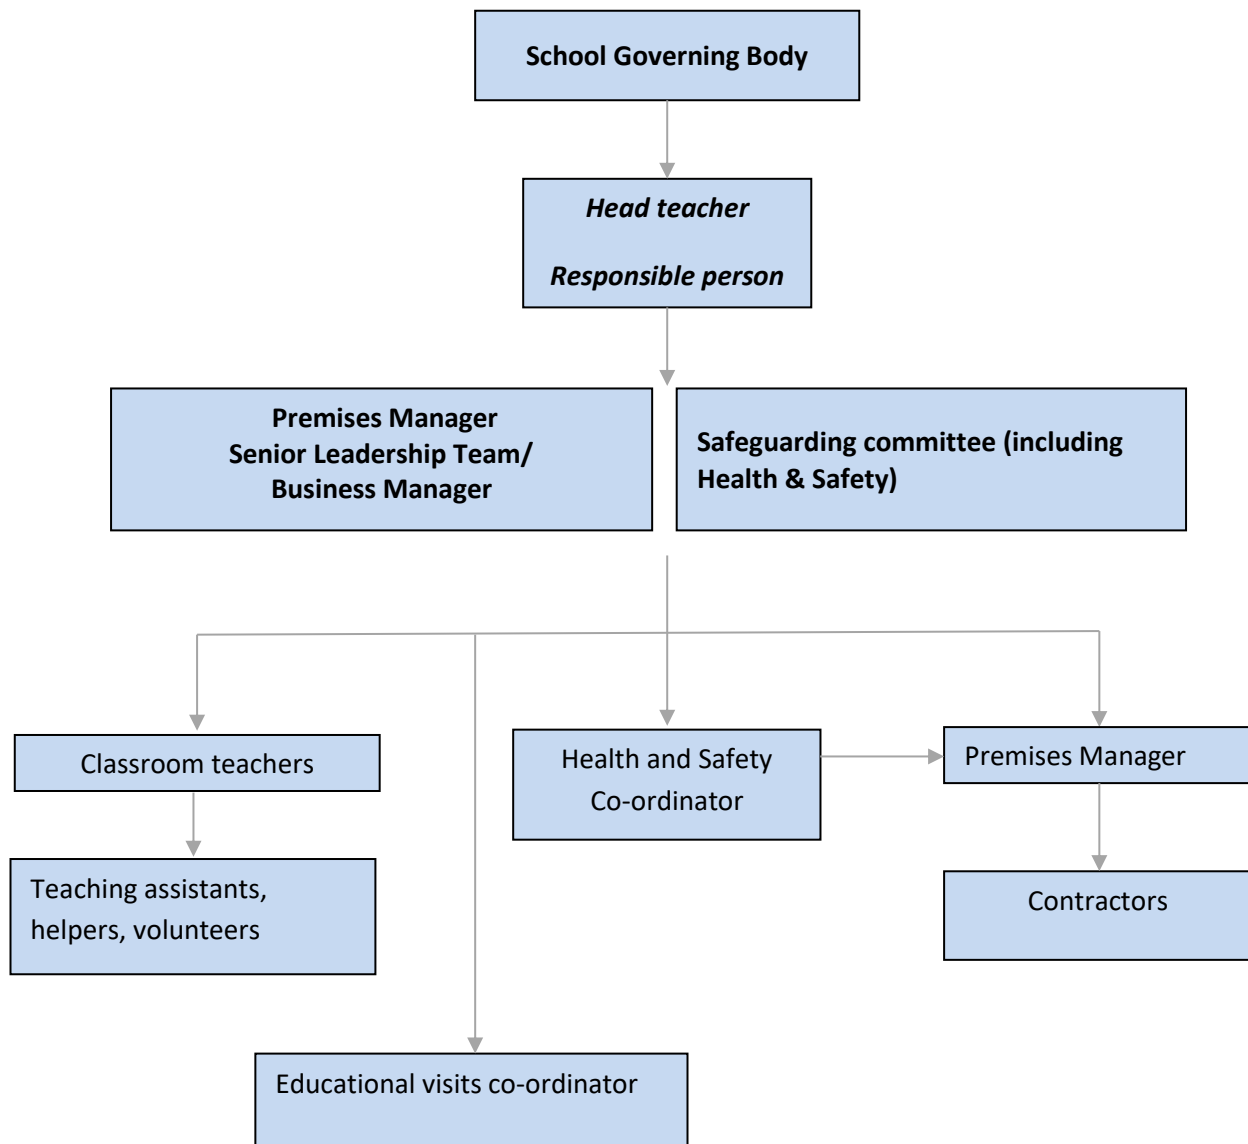 School Governing Body
Head teacher
Responsible person
Premises Manager
Senior Leadership Team/
Business Manager
Safeguarding committee (including
Health & Safety)
Classroom teachers
Health and Safety
Co-ordinator
Premises Manager
Teaching assistants,
helpers, volunteers
Contractors
Educational visits co-ordinator